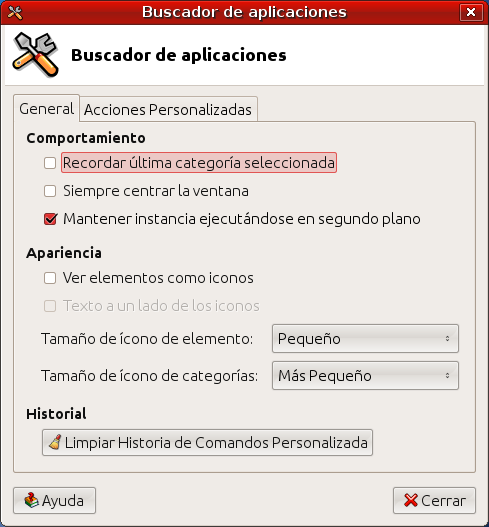 Buscador de aplicaciones
Buscador de aplicaciones
General
Acciones Personalizadas
Comportamiento
Recordar última categoría seleccionada
Siempre centrar la ventana
Mantener instancia ejecutándose en segundo plano
Apariencia
Ver elementos como iconos
Texto a un lado de los iconos
Tamaño de ícono de elemento: Pequeño
Tamaño de ícono de categorías: Más Pequeño
Historial
Limpiar Historia de Comandos Personalizada
Ayuda
Cerrar